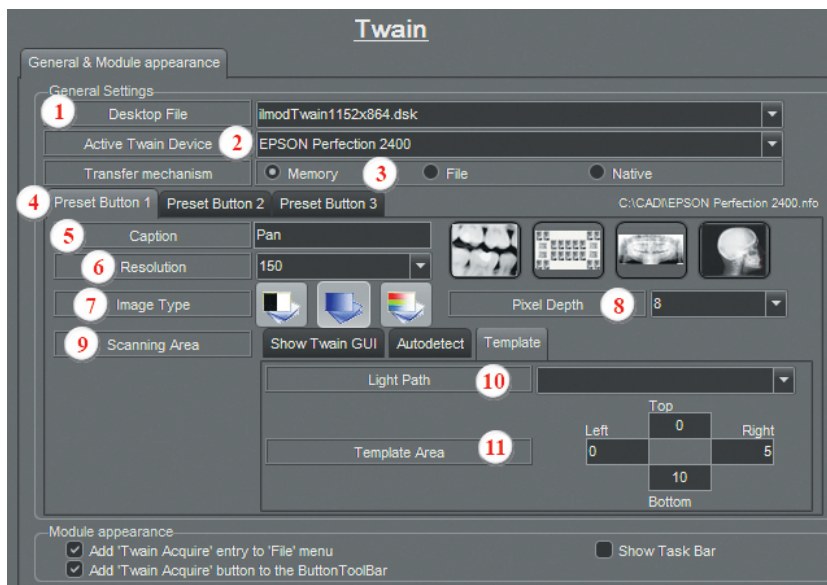 Twain
General & Module appearance
General Settings
1 Desktop File ilmodTwain1152x864.dsk
Active Twain Device 2 EPSON Perfection 2400
Transfer mechanism Memory 3 File Native
4 Preset Button 1 Preset Button 2 Preset Button 3 C:\CADI\EPSON Perfection 2400.nfo
5 Caption Pan
6 Resolution 150
7 Image Type Pixel Depth 8 8
9 Scanning Area Show Twain GUI Autodetect Template
Light Path 10
Top
Left 0 Right
Template Area 11 0 5
10
Bottom
Module appearance
Add 'Twain Acquire' entry to 'File' menu Show Task Bar
Add 'Twain Acquire' button to the ButtonToolBar